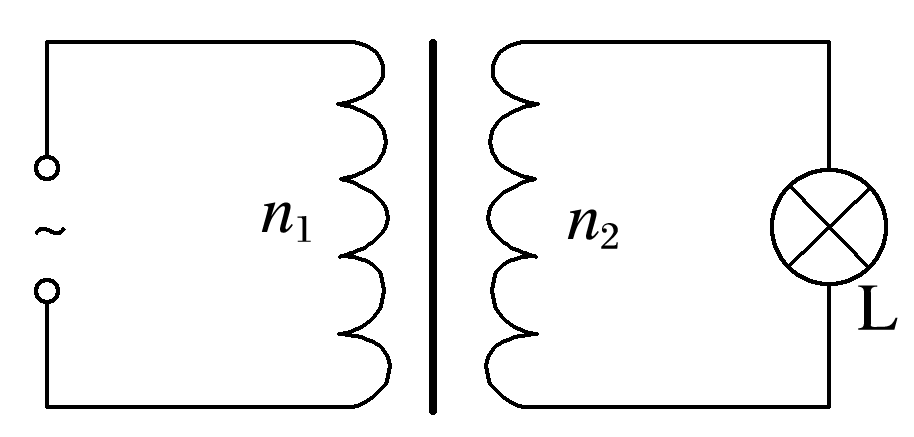 n₁
n₂
~
L